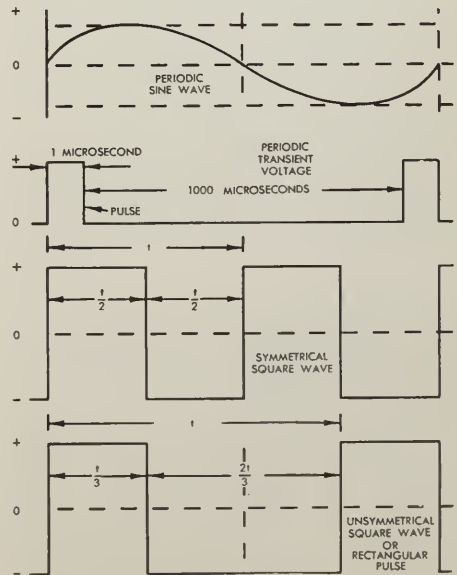 +
0
PERIODIC
SINE WAVE
-
1 MICROSECOND
PERIODIC
TRANSIENT
VOLTAGE
+
1000 MICROSECONDS
PULSE
0
t
+
t/2
t/2
0
SYMMETRICAL
SQUARE WAVE
-
t
+
t/3
2t/3
0
UNSYMMETRICAL
SQUARE WAVE
OR
RECTANGULAR
PULSE
-